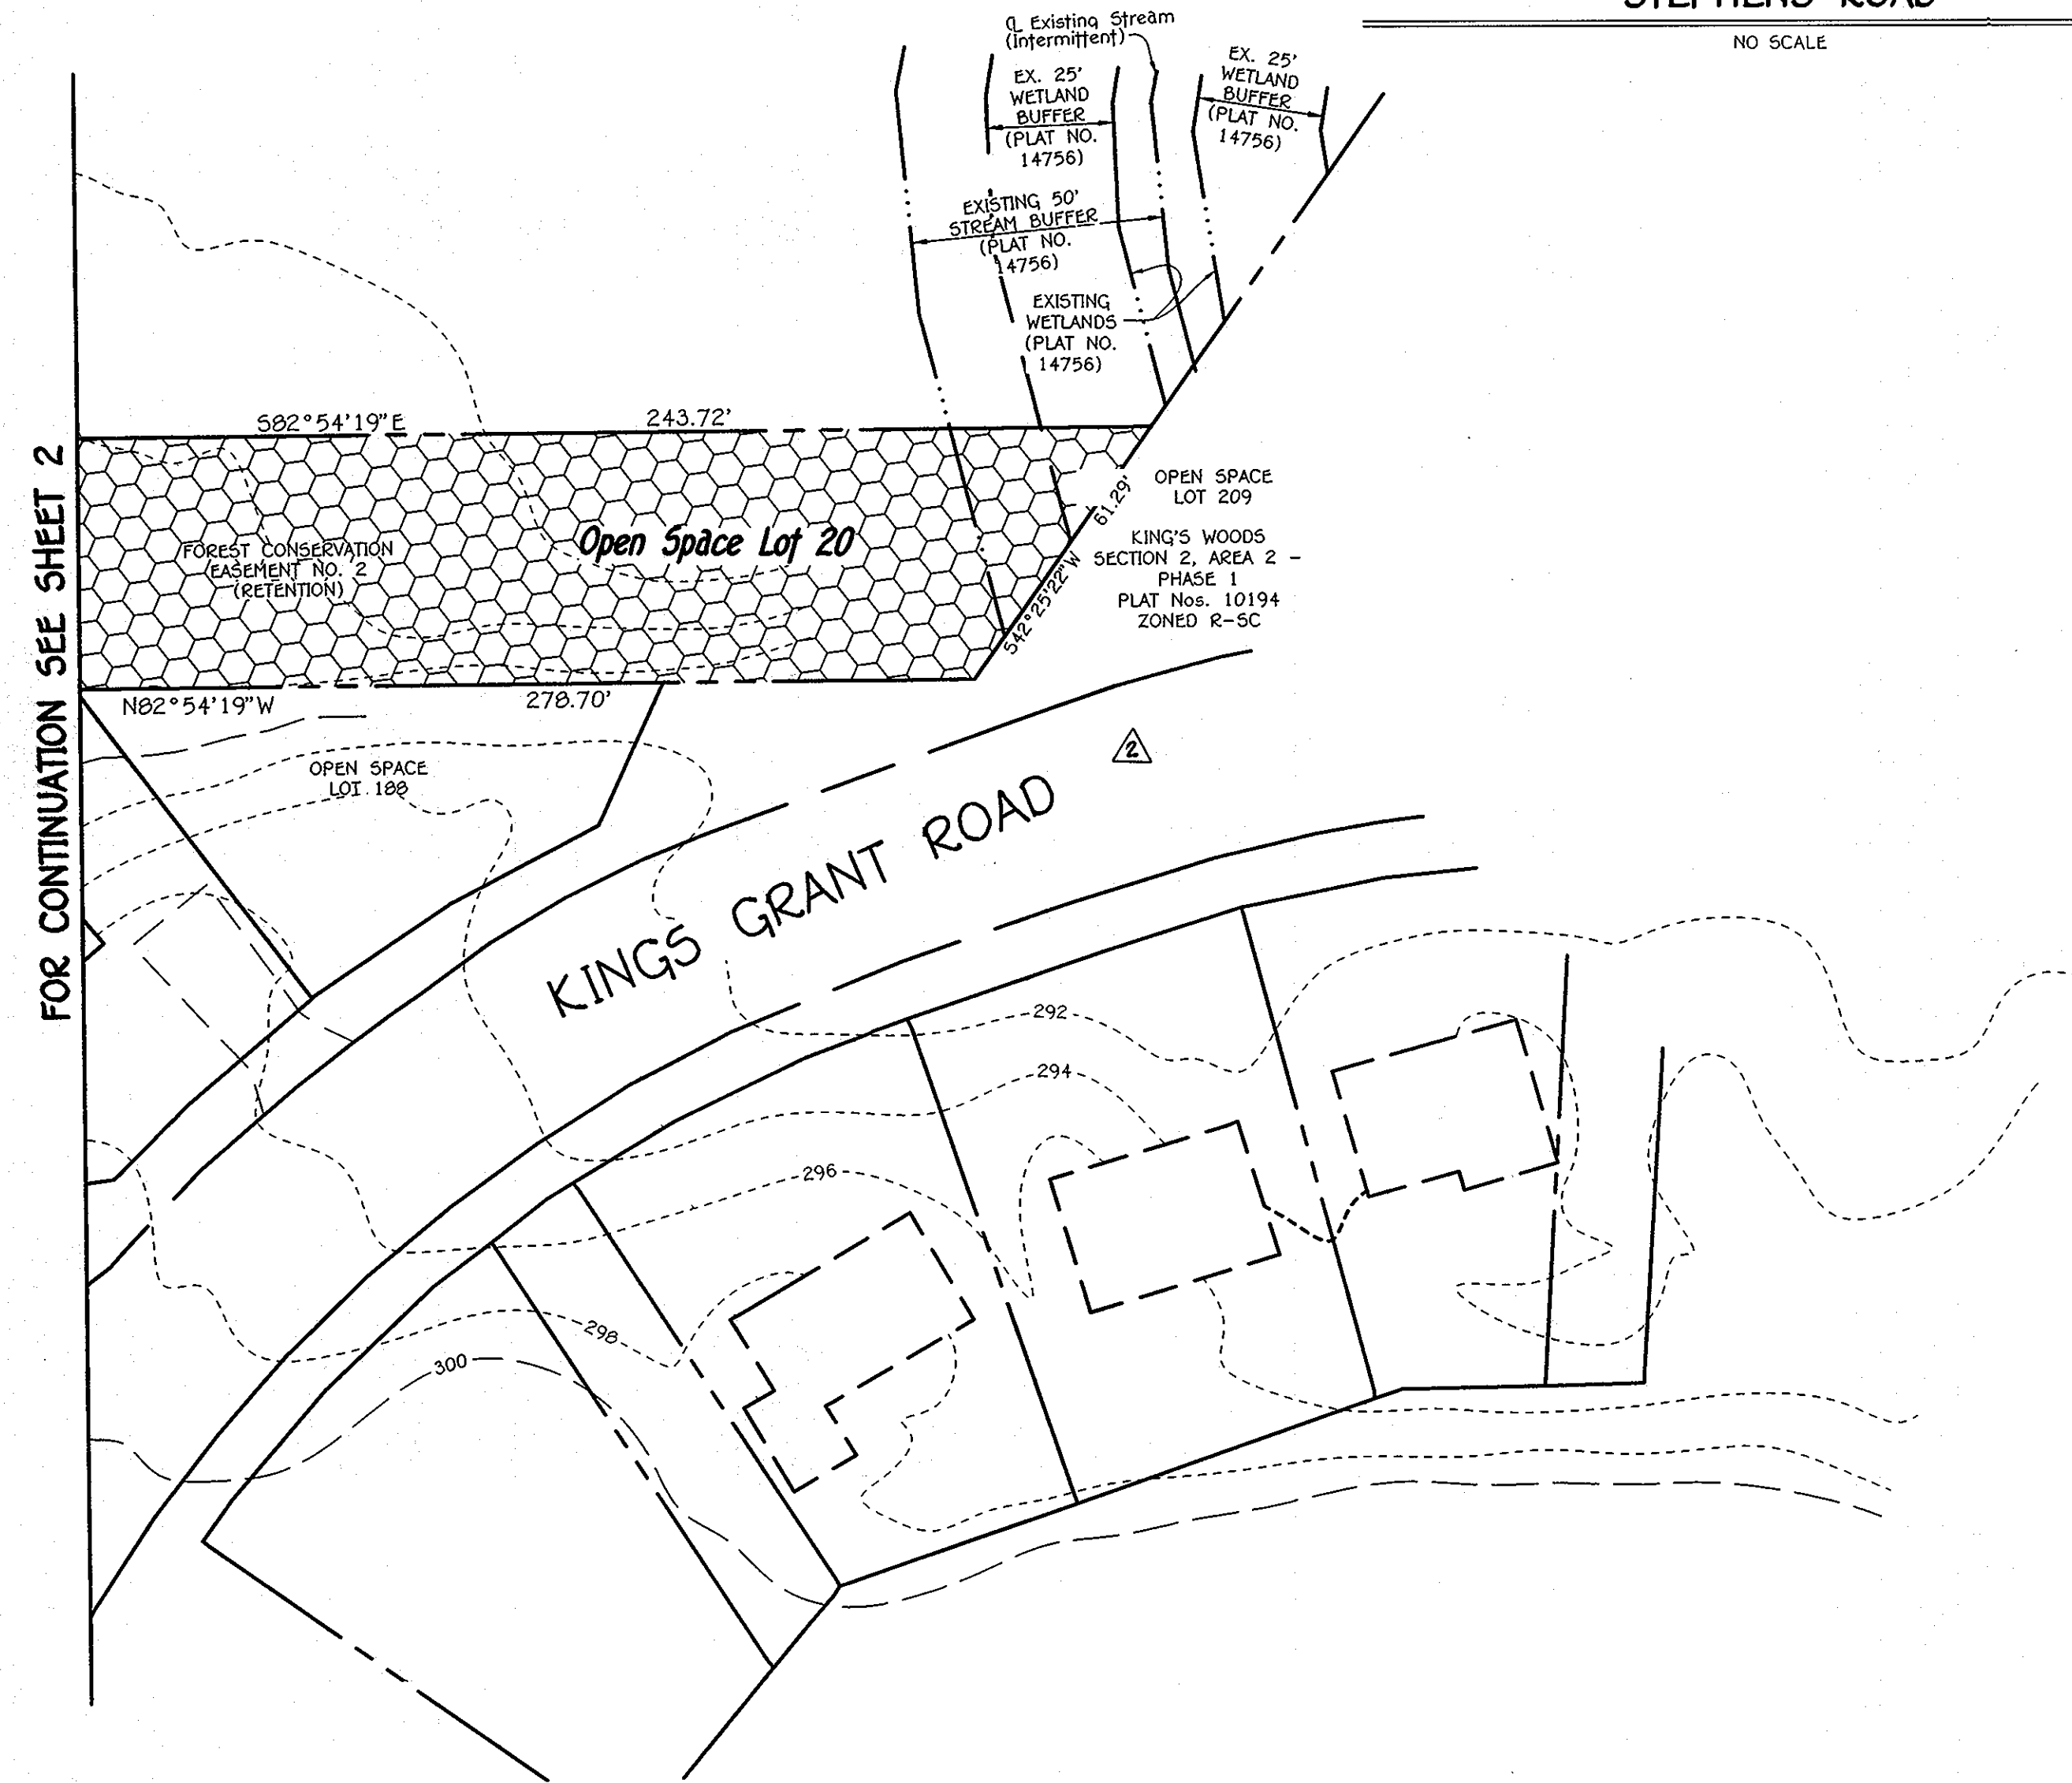 NO SCALE
℄ Existing Stream
(Intermittent)
EX. 25'
WETLAND
BUFFER
(PLAT NO.
14756)
EX. 25'
WETLAND
BUFFER
(PLAT NO.
14756)
EXISTING 50'
STREAM BUFFER
(PLAT NO.
14756)
EXISTING
WETLANDS
(PLAT NO.
14756)
S82°54'19"E
243.72'
FOR CONTINUATION SEE SHEET 2
FOREST CONSERVATION
EASEMENT NO. 2
(RETENTION)
Open Space Lot 20
61.29'
S42°25'22"W
OPEN SPACE
LOT 209
KING'S WOODS
SECTION 2, AREA 2 -
PHASE 1
PLAT Nos. 10194
ZONED R-SC
N82°54'19"W
278.70'
OPEN SPACE
LOT 188
2
KINGS GRANT ROAD
292
294
296
298
300